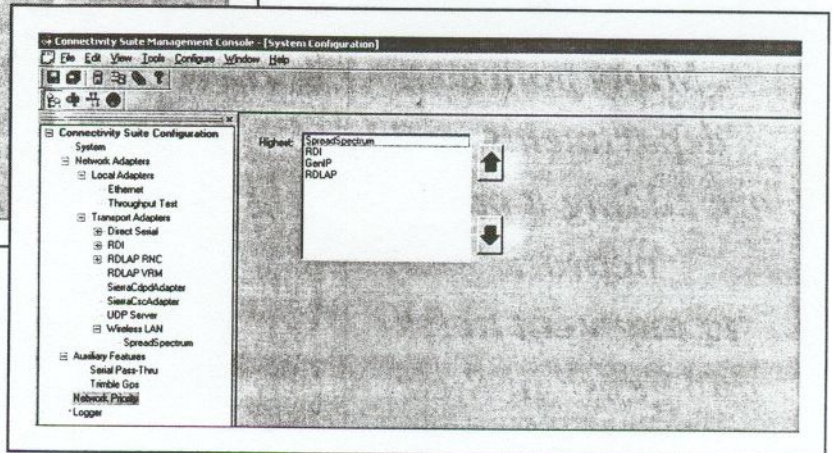 Connectivity Suite Management Console - [System Configuration]
File Edit View Tools Configure Window Help
Connectivity Suite Configuration
System
Network Adapters
Local Adapters
Ethernet
Throughput Test
Transport Adapters
Direct Serial
RDI
RDLAP RNC
RDLAP VRM
SierraCdpdAdapter
SierraCscAdapter
UDP Server
Wireless LAN
SpreadSpectrum
Auxiliary Features
Serial Pass-Thru
Trimble Gps
Network Priority
Logger
Highest:
SpreadSpectrum
RDI
GenIP
RDLAP